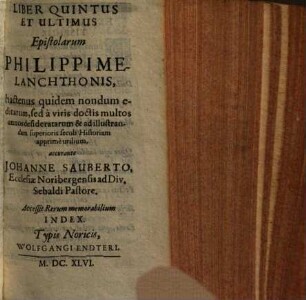 LIBER QUINTUS
ET ULTIMUS
Epistolarum
PHILIPPI ME-
LANCHTHONIS,
hactenus quidem nondum e-
ditarum, sed à viris doctis multos
annos desideratarum & ad illustran-
dam superioris seculi Historiam
apprimè utilium.
accurante
JOHANNE SAUBERTO,
Ecclesiæ Noribergensis ad Div.
Sebaldi Pastore.
Accessit Rerum memorabilium
INDEX.
Typis Noricis,
WOLFGANGI ENDTERI.
M. DC. XLVI.